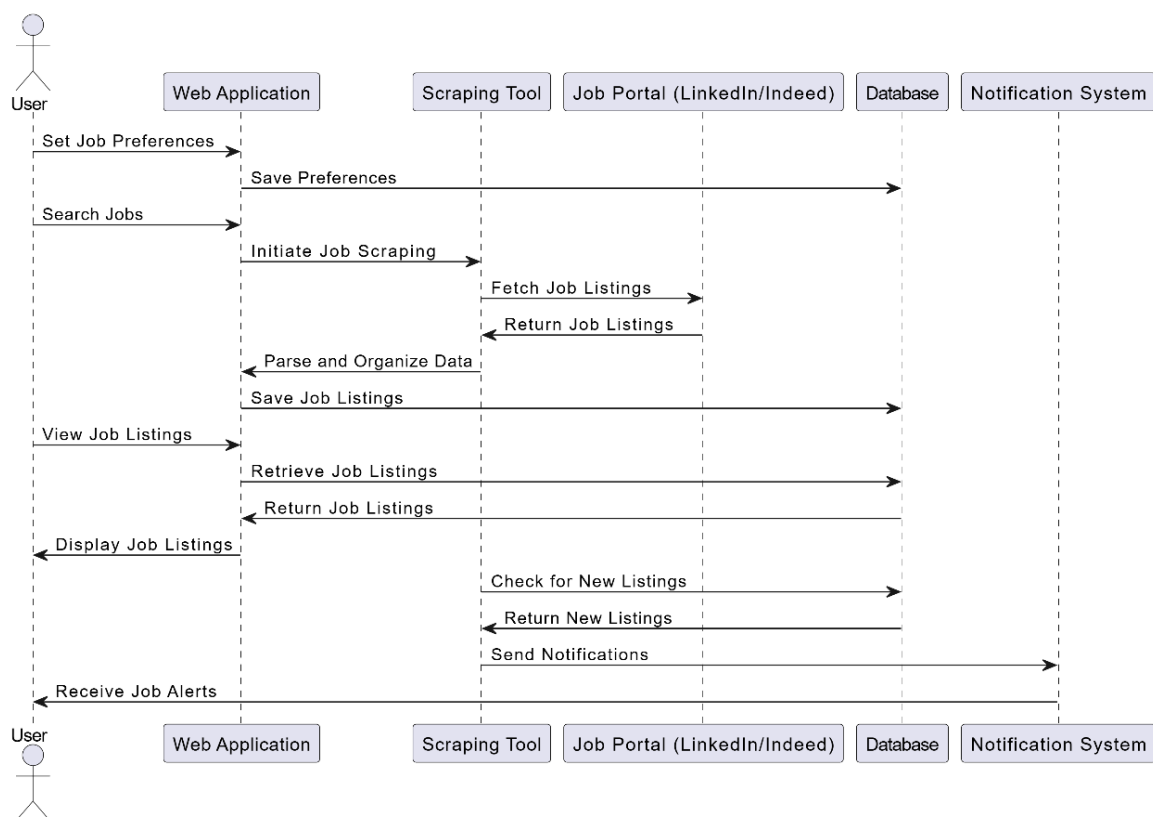 User
Web Application
Scraping Tool
Job Portal (LinkedIn/Indeed)
Database
Notification System
Set Job Preferences
Save Preferences
Search Jobs
Initiate Job Scraping
Fetch Job Listings
Return Job Listings
Parse and Organize Data
Save Job Listings
View Job Listings
Retrieve Job Listings
Return Job Listings
Display Job Listings
Check for New Listings
Return New Listings
Send Notifications
Receive Job Alerts
User
Web Application
Scraping Tool
Job Portal (LinkedIn/Indeed)
Database
Notification System